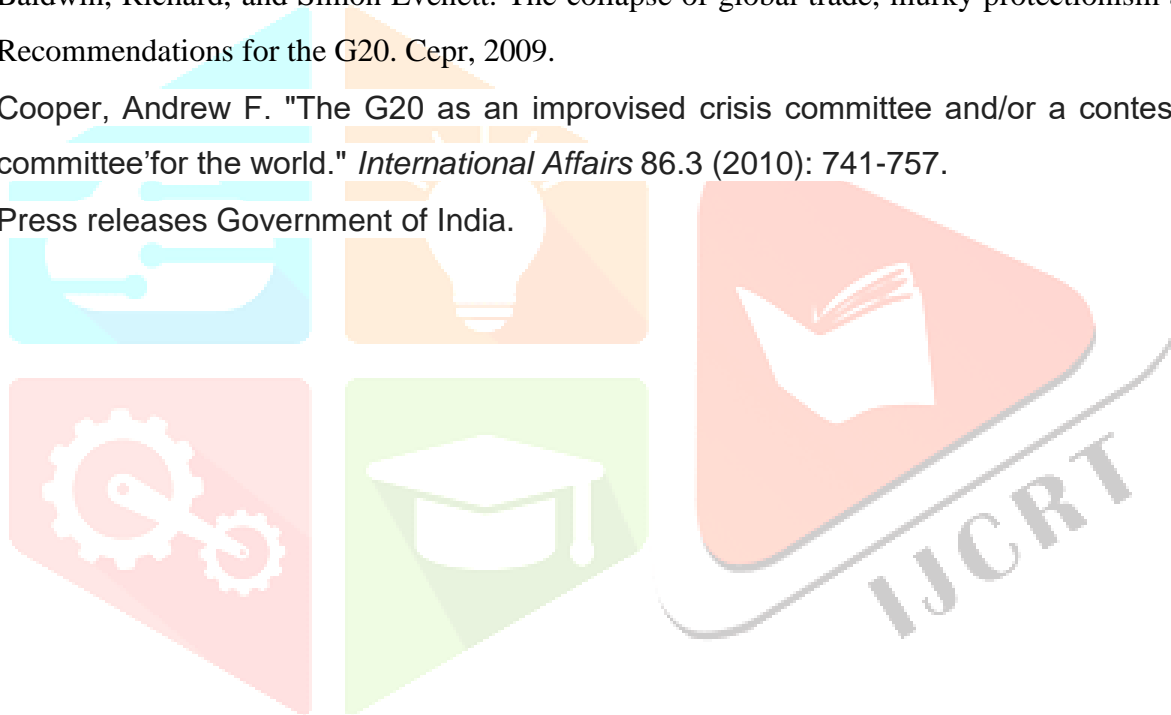 Baldwin, Richard, and Simon Evenett. The collapse of global trade, murky protectionism
Recommendations for the G20. Cepr, 2009.
Cooper, Andrew F. "The G20 as an improvised crisis committee and/or a contes
committee'for the world." International Affairs 86.3 (2010): 741-757.
Press releases Government of India.
IJCRT